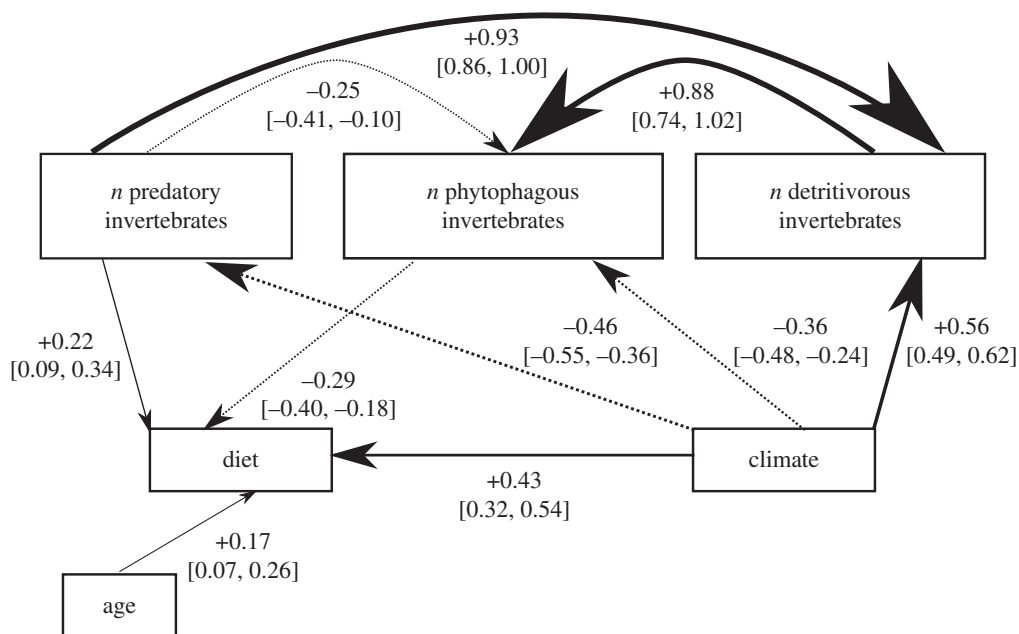 +0.93
[0.86, 1.00]
–0.25
[–0.41, –0.10]
+0.88
[0.74, 1.02]
n predatory
invertebrates
n phytophagous
invertebrates
n detritivorous
invertebrates
+0.22
[0.09, 0.34]
–0.29
[–0.40, –0.18]
–0.46
[–0.55, –0.36]
–0.36
[–0.48, –0.24]
+0.56
[0.49, 0.62]
diet
climate
+0.43
[0.32, 0.54]
+0.17
[0.07, 0.26]
age